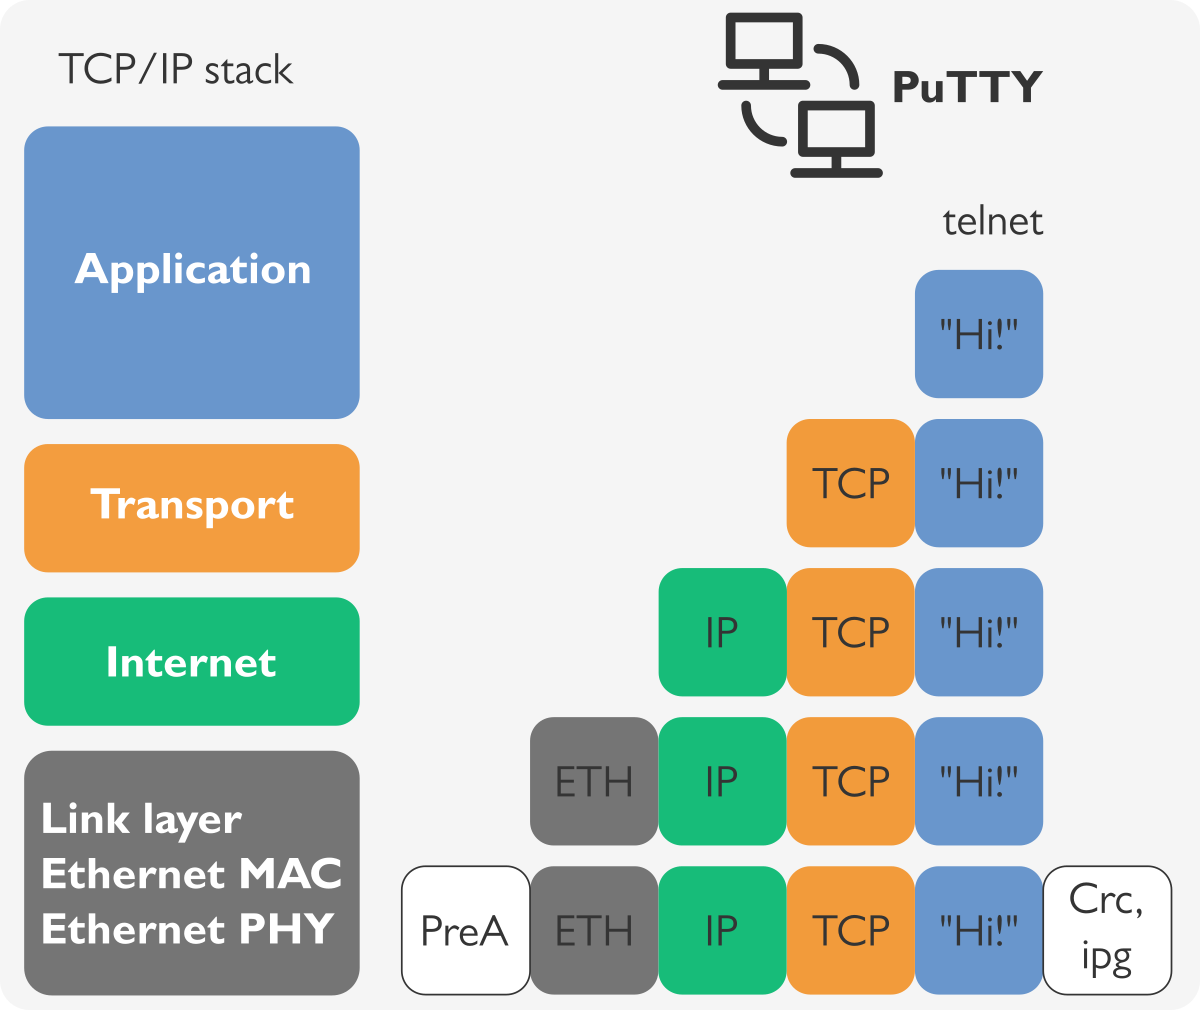 TCP/IP stack
PuTTY
telnet
Application
"Hi!"
Transport
TCP "Hi!"
Internet
IP TCP "Hi!"
Link layer
Ethernet MAC
Ethernet PHY
ETH IP TCP "Hi!"
PreA ETH IP TCP "Hi!" Crc,
ipg